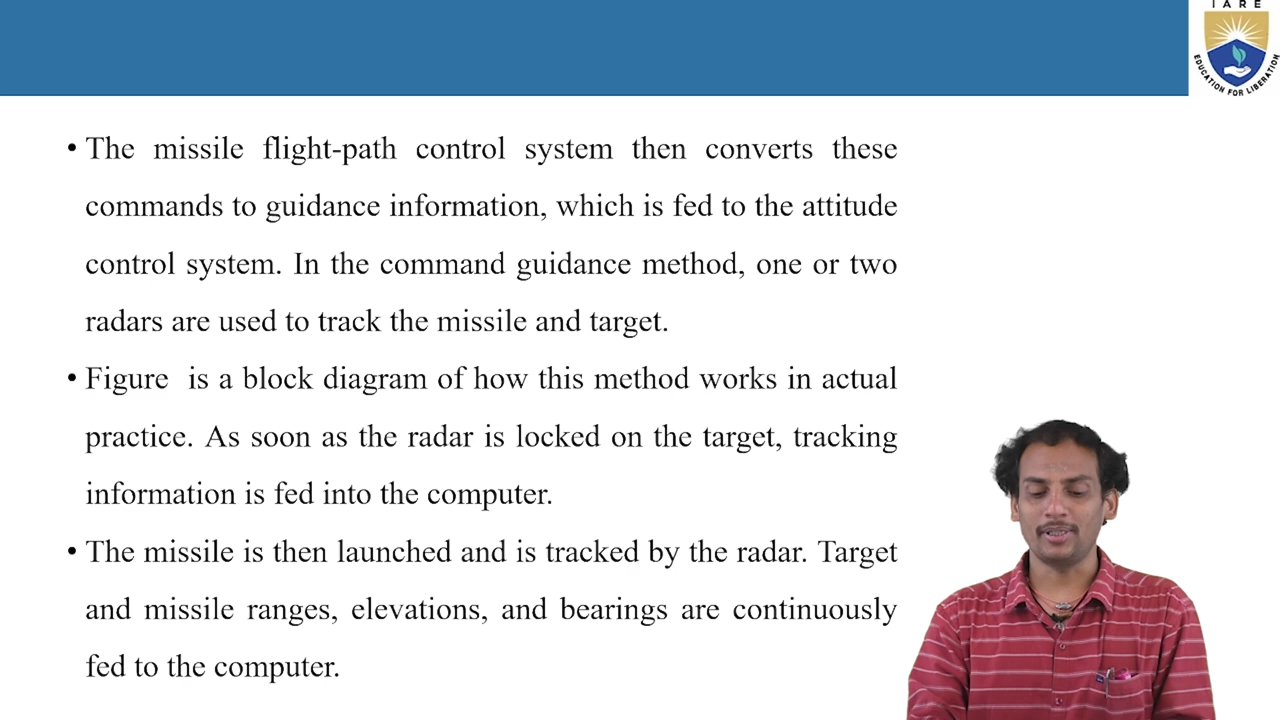 IARE
EDUCATION FOR LIBERATION
• The missile flight-path control system then converts these
commands to guidance information, which is fed to the attitude
control system. In the command guidance method, one or two
radars are used to track the missile and target.
• Figure is a block diagram of how this method works in actual
practice. As soon as the radar is locked on the target, tracking
information is fed into the computer.
• The missile is then launched and is tracked by the radar. Target
and missile ranges, elevations, and bearings are continuously
fed to the computer.